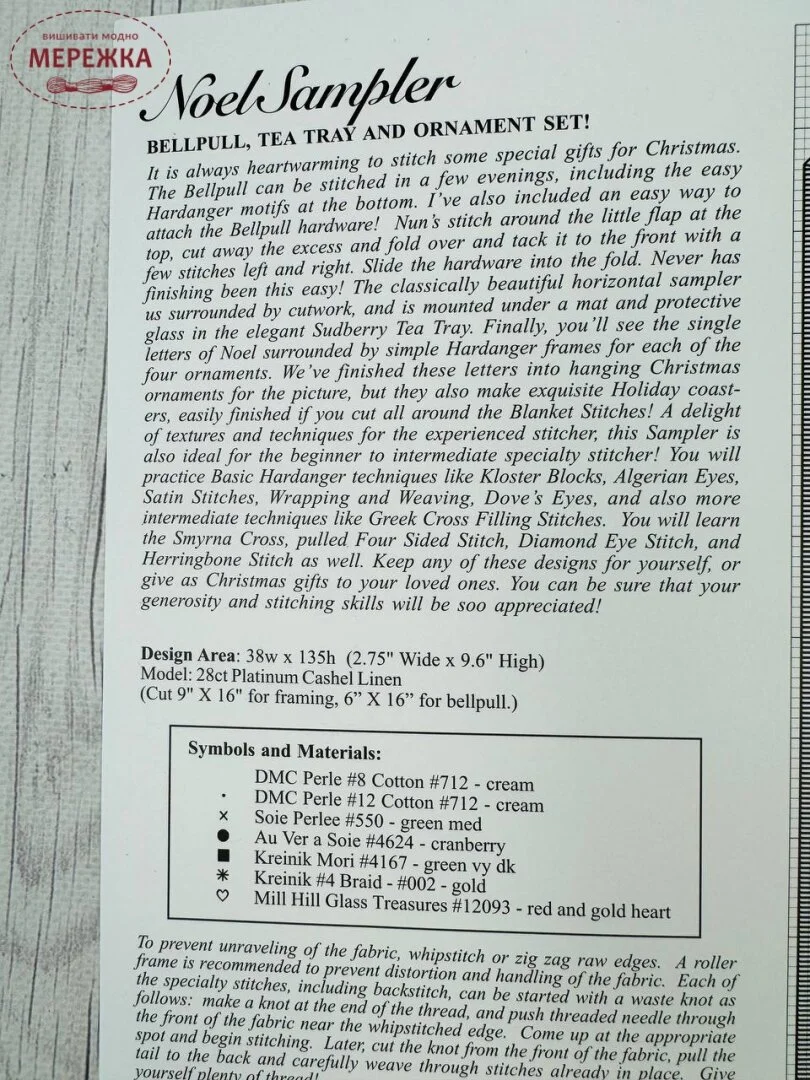 вишивати модно
МЕРЕЖКА
Noel Sampler
BELLPULL, TEA TRAY AND ORNAMENT SET!
It is always heartwarming to stitch some special gifts for Christmas.
The Bellpull can be stitched in a few evenings, including the easy
Hardanger motifs at the bottom. I've also included an easy way to
attach the Bellpull hardware! Nun's stitch around the little flap at the
top, cut away the excess and fold over and tack it to the front with a
few stitches left and right. Slide the hardware into the fold. Never has
finishing been this easy! The classically beautiful horizontal sampler
us surrounded by cutwork, and is mounted under a mat and protective
glass in the elegant Sudberry Tea Tray. Finally, you'll see the single
letters of Noel surrounded by simple Hardanger frames for each of the
four ornaments. We've finished these letters into hanging Christmas
ornaments for the picture, but they also make exquisite Holiday coast-
ers, easily finished if you cut all around the Blanket Stitches! A delight
of textures and techniques for the experienced stitcher, this Sampler is
also ideal for the beginner to intermediate specialty stitcher! You will
practice Basic Hardanger techniques like Kloster Blocks, Algerian Eyes,
Satin Stitches, Wrapping and Weaving, Dove's Eyes, and also more
intermediate techniques like Greek Cross Filling Stitches. You will learn
the Smyrna Cross, pulled Four Sided Stitch, Diamond Eye Stitch, and
Herringbone Stitch as well. Keep any of these designs for yourself, or
give as Christmas gifts to your loved ones. You can be sure that your
generosity and stitching skills will be soo appreciated!
Design Area: 38w x 135h (2.75" Wide x 9.6" High)
Model: 28ct Platinum Cashel Linen
(Cut 9" X 16" for framing, 6” X 16” for bellpull.)
Symbols and Materials:
DMC Perle #8 Cotton #712 - cream
· DMC Perle #12 Cotton #712 - cream
× Soie Perlee #550 - green med
● Au Ver a Soie #4624 - cranberry
■ Kreinik Mori #4167 - green vy dk
✳ Kreinik #4 Braid - #002 - gold
♡ Mill Hill Glass Treasures #12093 - red and gold heart
To prevent unraveling of the fabric, whipstitch or zig zag raw edges. A roller
frame is recommended to prevent distortion and handling of the fabric. Each of
the specialty stitches, including backstitch, can be started with a waste knot as
follows: make a knot at the end of the thread, and push threaded needle through
the front of the fabric near the whipstitched edge. Come up at the appropriate
spot and begin stitching. Later, cut the knot from the front of the fabric, pull the
tail to the back and carefully weave through stitches already in place. Give
yourself plenty of thread!